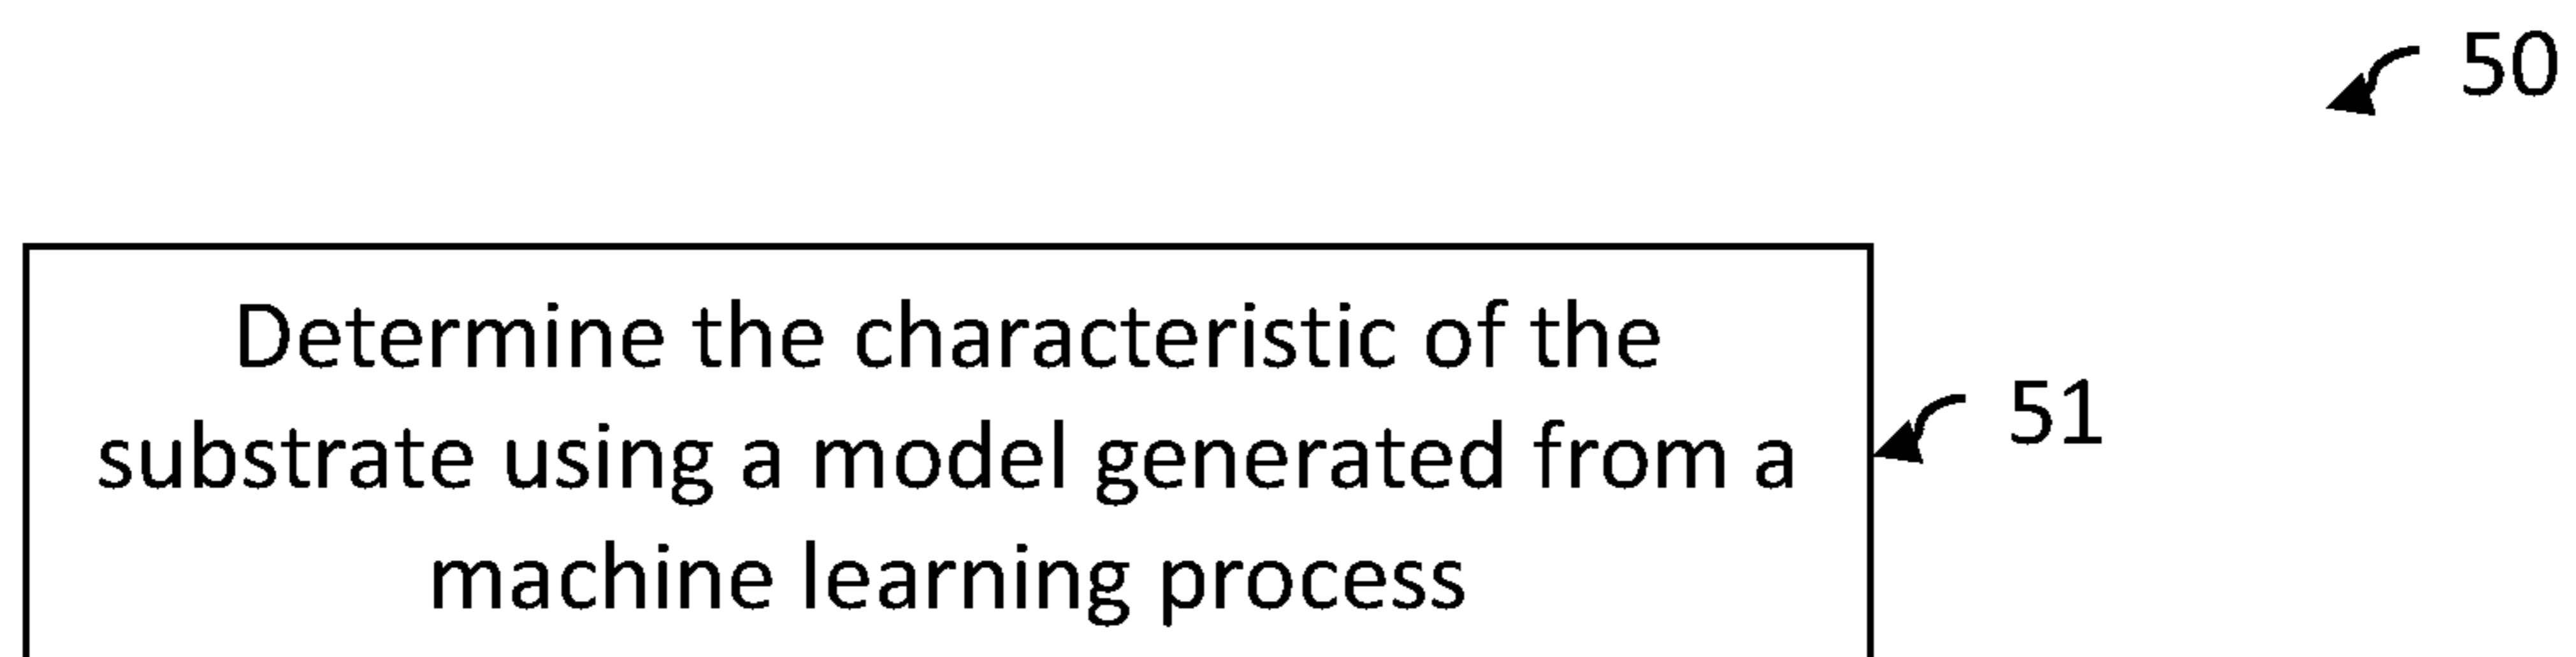 50
Determine the characteristic of the
substrate using a model generated from a
machine learning process
51